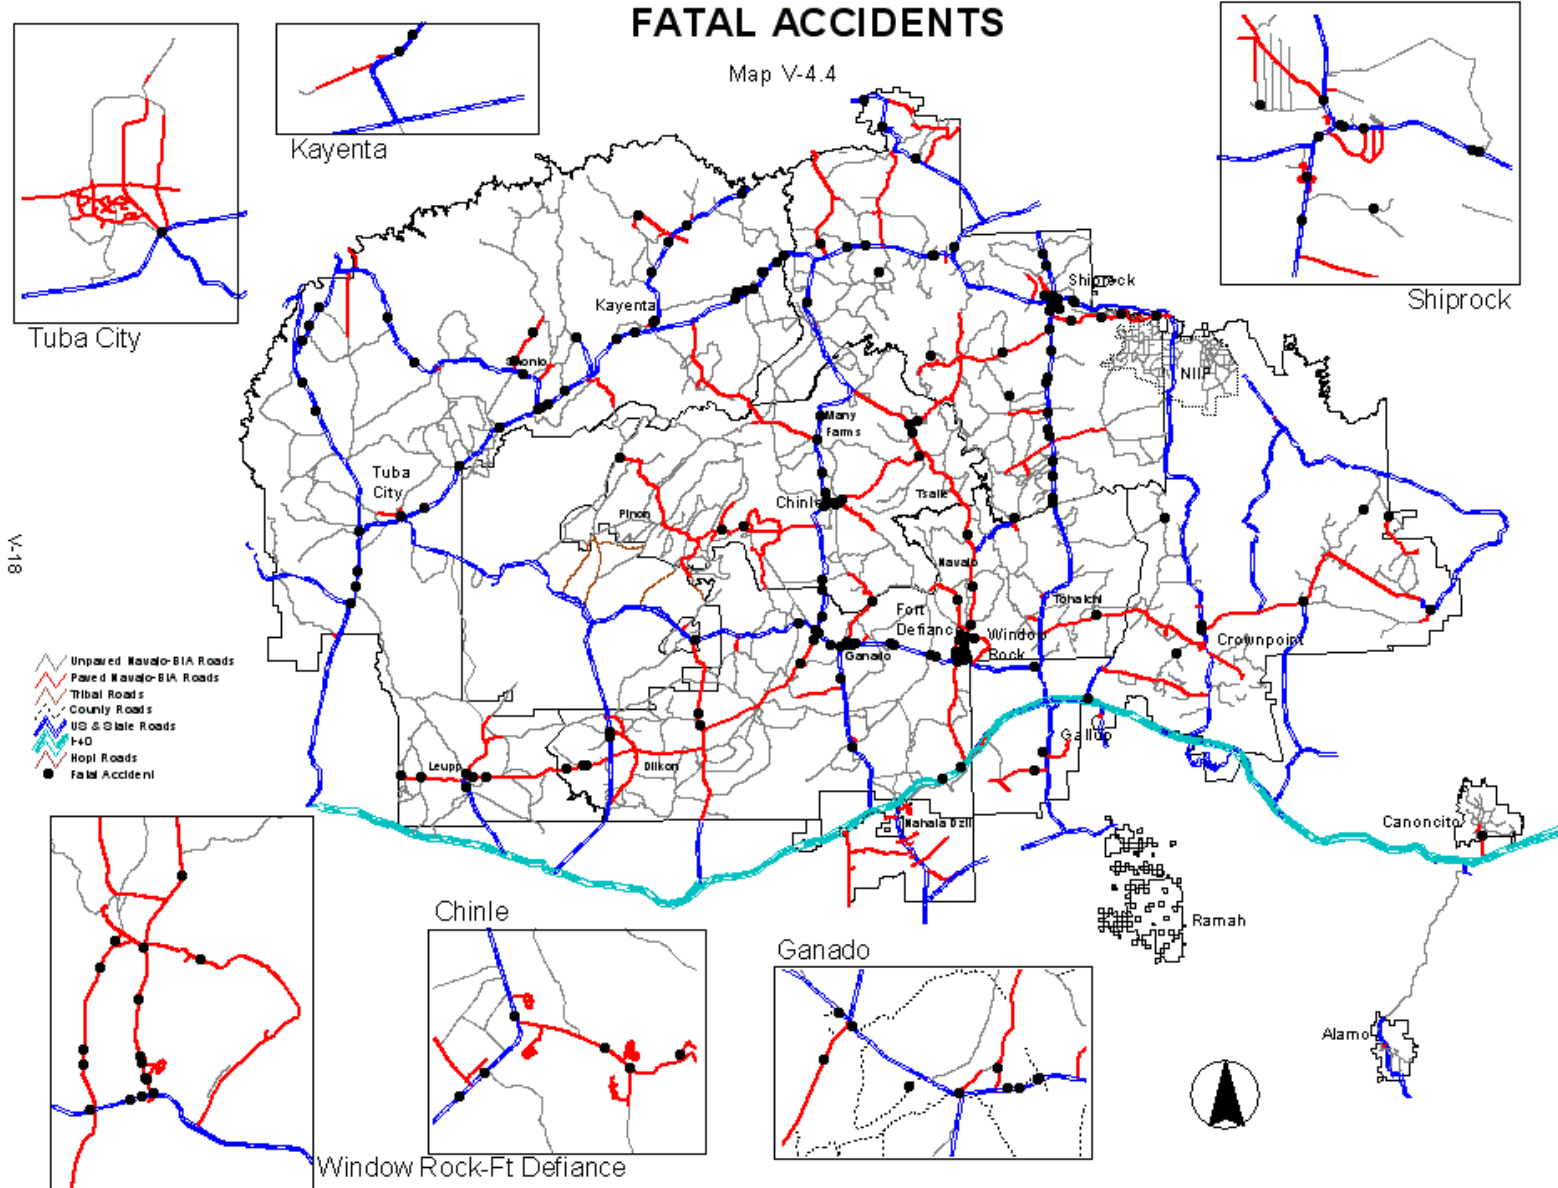 FATAL ACCIDENTS
Map V-4.4
Kayenta
Tuba City
Shiprock
Shiprock
Kayenta
Shonto
NIIP
Many
Farms
Tuba
City
Chinle
Tsaile
Pinon
V-18
Navajo
Tohatchi
Fort
Defianc
Window
Rock
Crownpoint
Ganado
Unpaved Navajo-BIA Roads
Paved Navajo-BIA Roads
Tribal Roads
County Roads
US & State Roads
I-40
Hopi Roads
Fatal Accident
Gallup
Leupp
Dilkon
Nahata Dzil
Canoncito
Chinle
Ganado
Ramah
Alamo
Window Rock-Ft Defiance